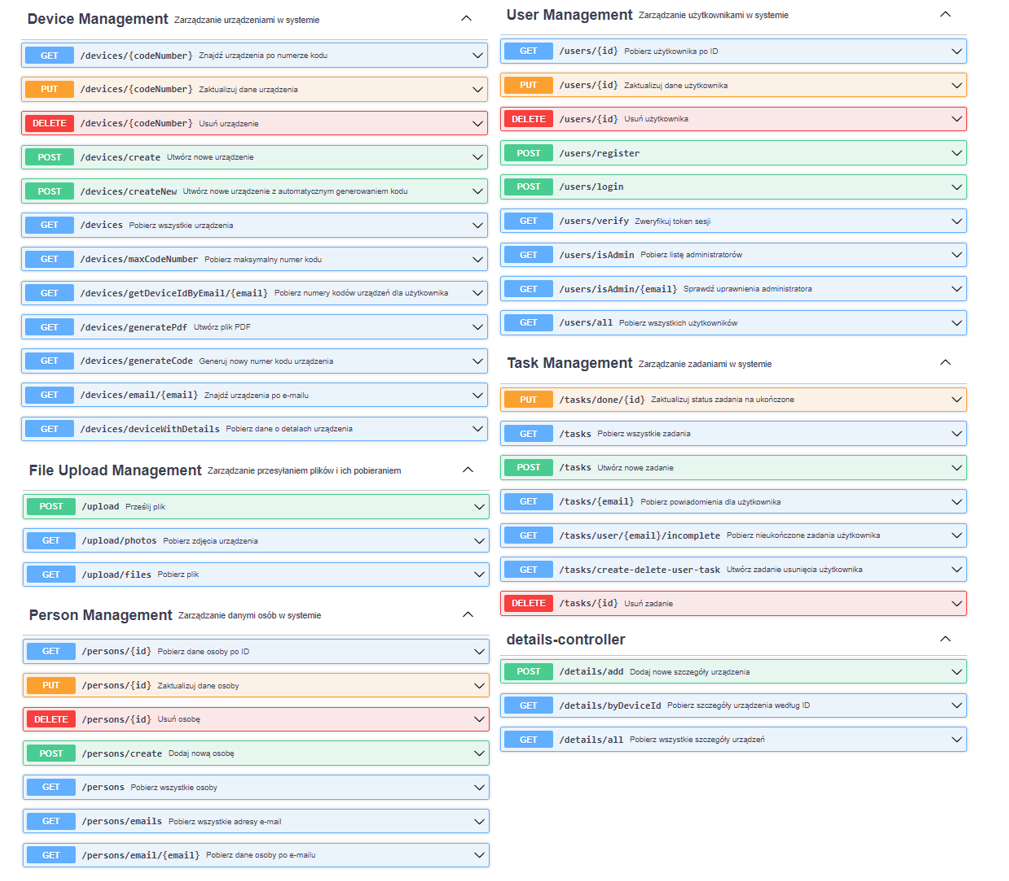 Device Management Zarządzanie urządzeniami w systemie
GET /devices/{codeNumber} Znajdź urządzenia po numerze kodu
PUT /devices/{codeNumber} Zaktualizuj dane urządzenia
DELETE /devices/{codeNumber} Usuń urządzenie
POST /devices/create Utwórz nowe urządzenie
POST /devices/createNew Utwórz nowe urządzenie z automatycznym generowaniem kodu
GET /devices Pobierz wszystkie urządzenia
GET /devices/maxCodeNumber Pobierz maksymalny numer kodu
GET /devices/getDeviceIdByEmail/{email} Pobierz numery kodów urządzeń dla użytkownika
GET /devices/generatePdf Utwórz plik PDF
GET /devices/generateCode Generuj nowy numer kodu urządzenia
GET /devices/email/{email} Znajdź urządzenia po e-mailu
GET /devices/deviceWithDetails Pobierz dane o detalach urządzenia
File Upload Management Zarządzanie przesyłaniem plików i ich pobieraniem
POST /upload Prześlij plik
GET /upload/photos Pobierz zdjęcia urządzenia
GET /upload/files Pobierz plik
Person Management Zarządzanie danymi osób w systemie
GET /persons/{id} Pobierz dane osoby po ID
PUT /persons/{id} Zaktualizuj dane osoby
DELETE /persons/{id} Usuń osobę
POST /persons/create Dodaj nową osobę
GET /persons Pobierz wszystkie osoby
GET /persons/emails Pobierz wszystkie adresy e-mail
GET /persons/email/{email} Pobierz dane osoby po e-mailu
User Management Zarządzanie użytkownikami w systemie
GET /users/{id} Pobierz użytkownika po ID
PUT /users/{id} Zaktualizuj dane użytkownika
DELETE /users/{id} Usuń użytkownika
POST /users/register
POST /users/login
GET /users/verify Zweryfikuj token sesji
GET /users/isAdmin Pobierz listę administratorów
GET /users/isAdmin/{email} Sprawdź uprawnienia administratora
GET /users/all Pobierz wszystkich użytkowników
Task Management Zarządzanie zadaniami w systemie
PUT /tasks/done/{id} Zaktualizuj status zadania na ukończone
GET /tasks Pobierz wszystkie zadania
POST /tasks Utwórz nowe zadanie
GET /tasks/{email} Pobierz powiadomienia dla użytkownika
GET /tasks/user/{email}/incomplete Pobierz nieukończone zadania użytkownika
GET /tasks/create-delete-user-task Utwórz zadanie usunięcia użytkownika
DELETE /tasks/{id} Usuń zadanie
details-controller
POST /details/add Dodaj nowe szczegóły urządzenia
GET /details/byDeviceId Pobierz szczegóły urządzenia według ID
GET /details/all Pobierz wszystkie szczegóły urządzeń